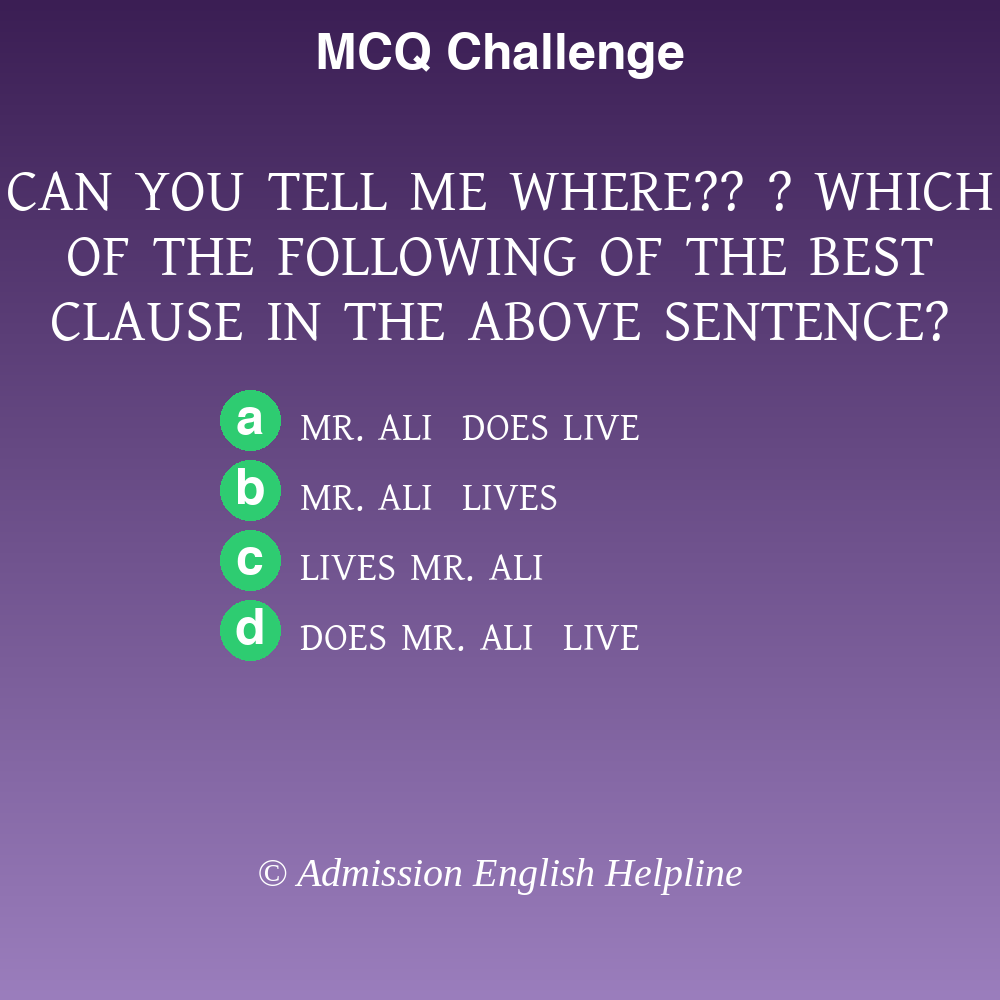 MCQ Challenge
CAN YOU TELL ME WHERE?? ? WHICH
OF THE FOLLOWING OF THE BEST
CLAUSE IN THE ABOVE SENTENCE?
a MR. ALI DOES LIVE
b MR. ALI LIVES
c LIVES MR. ALI
d DOES MR. ALI LIVE
© Admission English Helpline